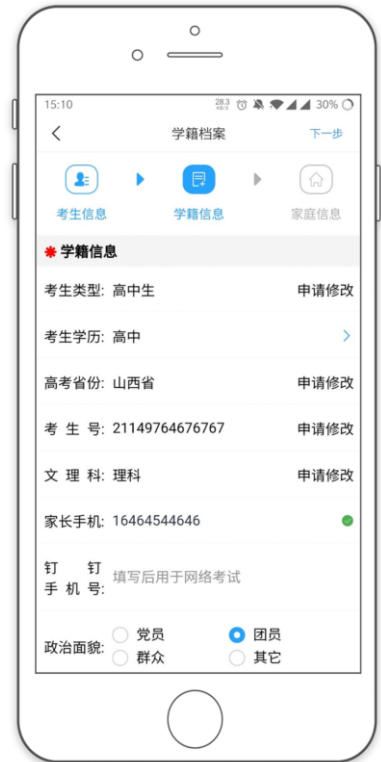 15:10 28.3 KB/S 30%
学籍档案 下一步
考生信息 学籍信息 家庭信息
学籍信息
考生类型: 高中生 申请修改
考生学历: 高中
高考省份: 山西省 申请修改
考 生 号: 21149764676767 申请修改
文 理 科: 理科 申请修改
家长手机: 16464544646
钉 钉
手 机 号: 填写后用于网络考试
政治面貌: 党员 团员
群众 其它